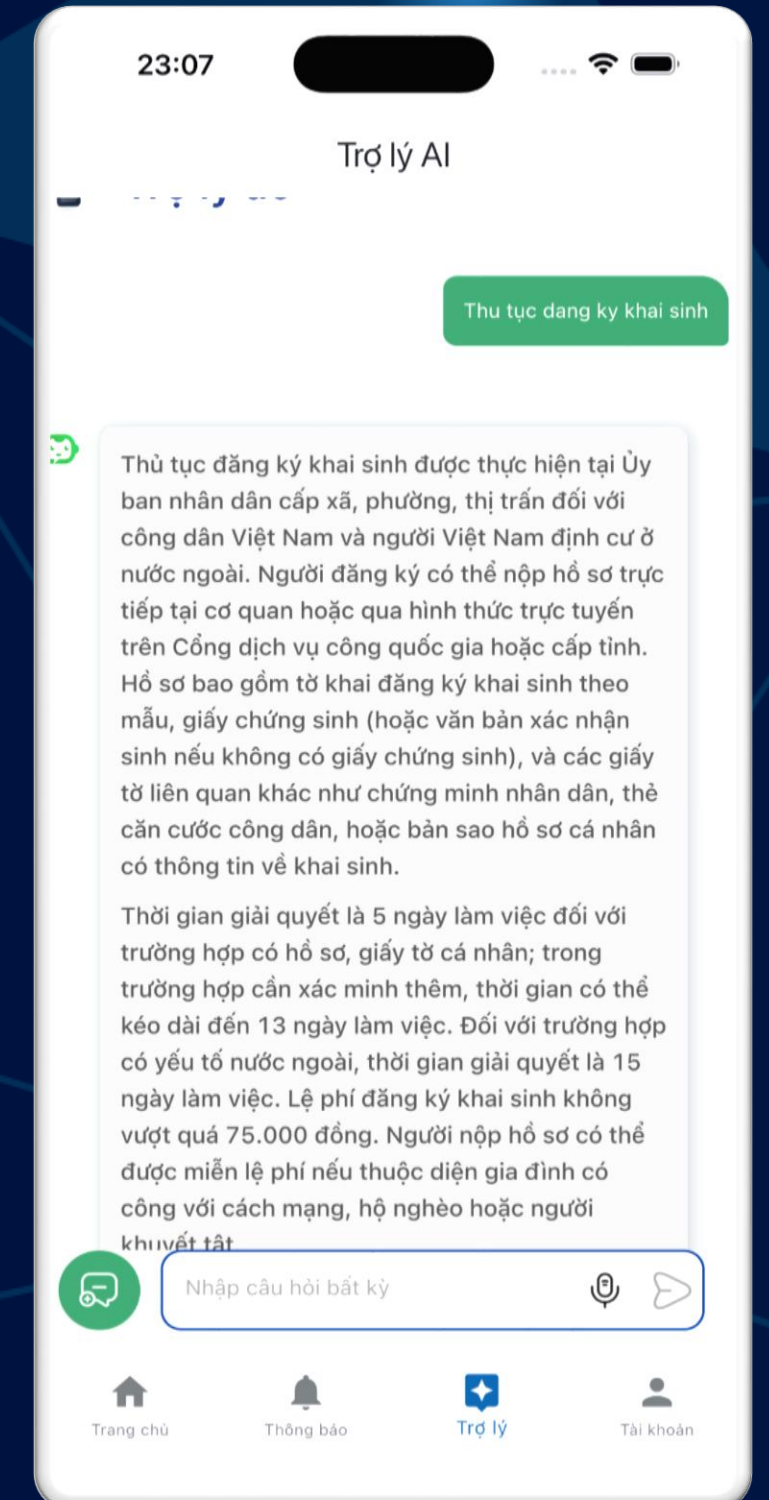 23:07
Trợ lý AI
Thu tục dang ky khai sinh
Thủ tục đăng ký khai sinh được thực hiện tại Ủy
ban nhân dân cấp xã, phường, thị trấn đối với
công dân Việt Nam và người Việt Nam định cư ở
nước ngoài. Người đăng ký có thể nộp hồ sơ trực
tiếp tại cơ quan hoặc qua hình thức trực tuyến
trên Cổng dịch vụ công quốc gia hoặc cấp tỉnh.
Hồ sơ bao gồm tờ khai đăng ký khai sinh theo
mẫu, giấy chứng sinh (hoặc văn bản xác nhận
sinh nếu không có giấy chứng sinh), và các giấy
tờ liên quan khác như chứng minh nhân dân, thẻ
căn cước công dân, hoặc bản sao hồ sơ cá nhân
có thông tin về khai sinh.
Thời gian giải quyết là 5 ngày làm việc đối với
trường hợp có hồ sơ, giấy tờ cá nhân; trong
trường hợp cần xác minh thêm, thời gian có thể
kéo dài đến 13 ngày làm việc. Đối với trường hợp
có yếu tố nước ngoài, thời gian giải quyết là 15
ngày làm việc. Lệ phí đăng ký khai sinh không
vượt quá 75.000 đồng. Người nộp hồ sơ có thể
được miễn lệ phí nếu thuộc diện gia đình có
công với cách mạng, hộ nghèo hoặc người
khuyết tật
Nhập câu hỏi bất kỳ
Trang chủ
Thông báo
Trợ lý
Tài khoản